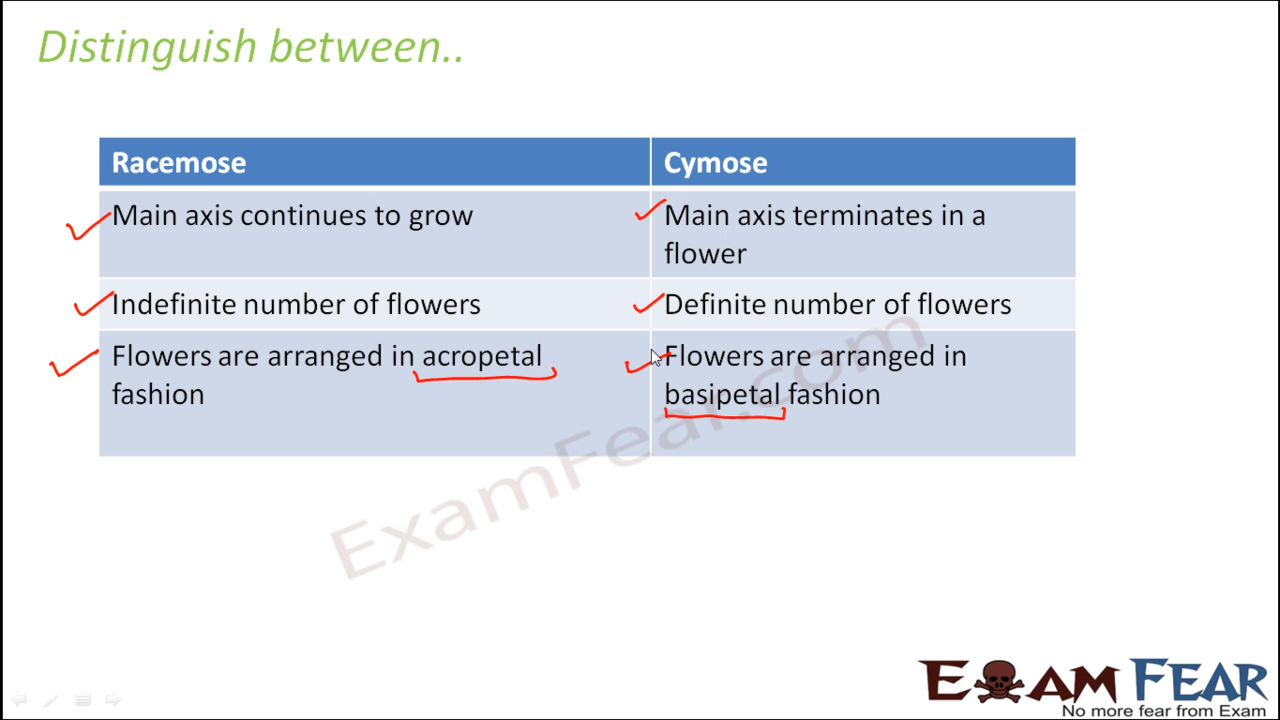 Distinguish between..
Racemose
Cymose
Main axis continues to grow
Main axis terminates in a
flower
Indefinite number of flowers
Definite number of flowers
Flowers are arranged in acropetal
fashion
Flowers are arranged in
basipetal fashion
ExamFear.com
EXAM FEAR
No more fear from Exam